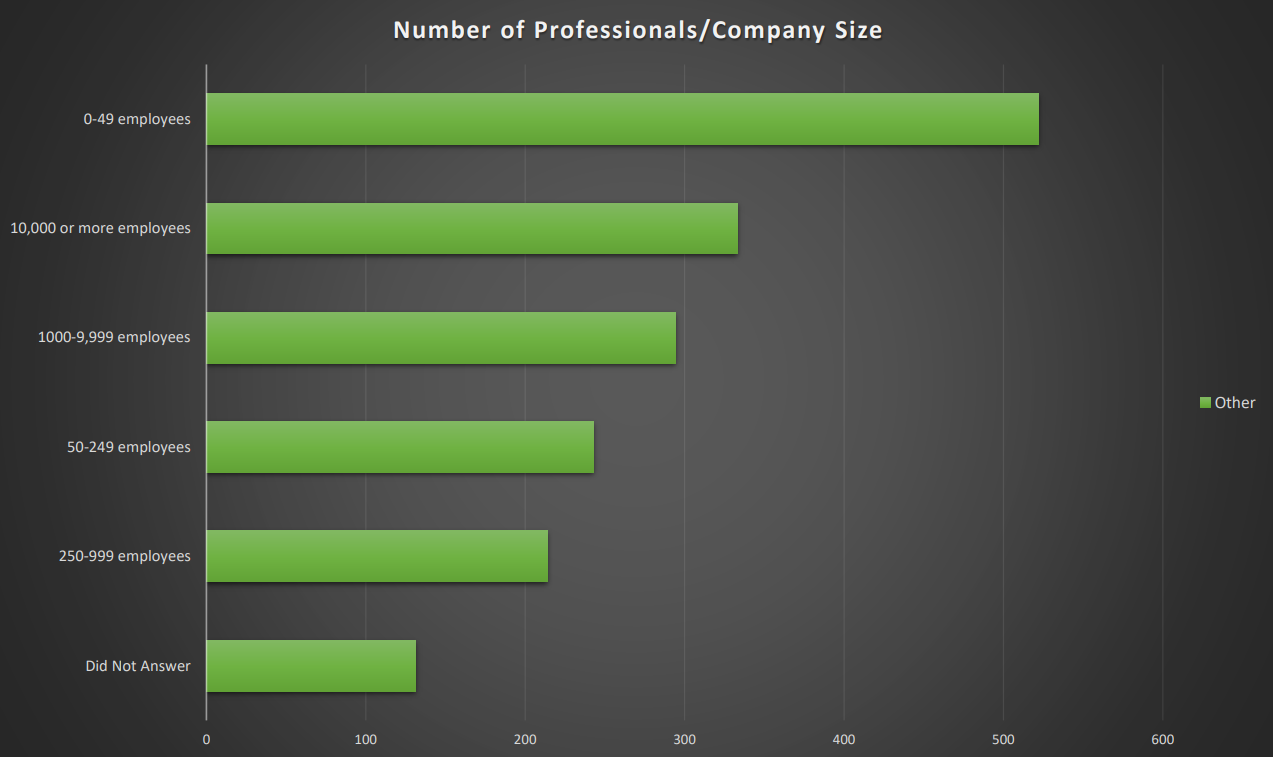 Number of Professionals/Company Size
0-49 employees
10,000 or more employees
1000-9,999 employees
50-249 employees
250-999 employees
Did Not Answer
0 100 200 300 400 500 600
Other